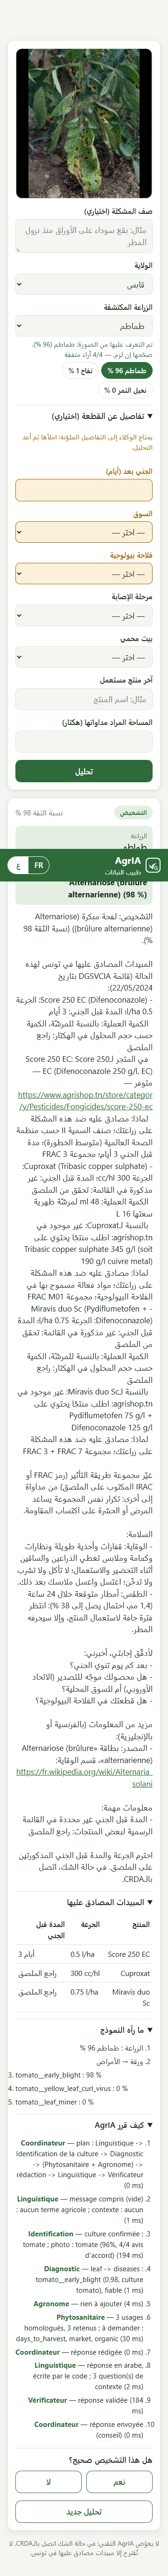 صف المشكلة (اختياري)
مثال: بقع سوداء على الأوراق منذ نزول
المطر
الولاية
قابس
الزراعة المكتشفة
طماطم
تم التعرف عليها من الصورة: طماطم (96 %).
صحّحها إن لزم. — 4/4 آراء متفقة
طماطم 96 %
تفاح 1 %
نخيل التمر 0 %
▼ تفاصيل عن القطعة (اختياري)
يحتاج الوكلاء إلى التفاصيل الملوّنة: املأها ثم أعد
التحليل.
الجني بعد (أيام)
السوق
— اختر —
فلاحة بيولوجية
— اختر —
مرحلة الإصابة
— اختر —
بيت محمي
— اختر —
آخر منتج مستعمل
مثال: اسم المنتج
المساحة المراد مداواتها (هكتار)
تحليل
التشخيص
نسبة الثقة 98 %
الزراعة
طماطم
AgrIA
طبيب النباتات
FR
ع
Alternariose (brûlure
alternarienne) (98 %)
التشخيص: لفحة مبكرة (Alternariose
(brûlure alternarienne)) (نسبة الثقة 98
%).
المبيدات المصادق عليها في تونس لهذه
الحالة (قائمة DGSVCIA بتاريخ
22/05/2024):
- Score 250 EC (Difenoconazole): الجرعة
0.5 l/ha؛ المدة قبل الجني: 3 أيام
الكمية العملية: بالنسبة للمرشّة، الكمية
حسب حجم الماء في الهكتار: راجع
الملصق
في المتجر لـScore 250 EC: Score 250
EC (Difenoconazole 250 g/l, EC) —
متوفر —
https://www.agrishop.tn/store/categor
y/Pesticides/Fongicides/score-250-ec/
لماذا: مصادق عليه ضد هذه المشكلة
على زراعتك؛ صنف السمية II حسب منظمة
الصحة العالمية (متوسط الخطورة)؛ مدة
قبل الجني 3 أيام؛ مجموعة FRAC 3
- Cuproxat (Tribasic copper sulphate):
الجرعة 300 cc/hl؛ المدة قبل الجني: غير
مذكورة في القائمة: تحقق من الملصق
الكمية العملية: 48 ml لمرشّة ظهرية
سعتها 16 L
بالنسبة لـCuproxat: غير موجود في
agrishop.tn؛ اطلب منتجًا يحتوي على
Tribasic copper sulphate 345 g/l (soit
190 g/l cuivre metal)
لماذا: مصادق عليه ضد هذه المشكلة
على زراعتك؛ مواد فعالة مسموح بها في
الفلاحة البيولوجية؛ مجموعة FRAC M01
- Miravis duo Sc (Pydiflumetofen +
Difenoconazole): الجرعة 0.75 l/ha؛ المدة
قبل الجني: غير مذكورة في القائمة: تحقق
من الملصق
الكمية العملية: بالنسبة للمرشّة، الكمية
حسب حجم الماء في الهكتار: راجع
الملصق
بالنسبة لـMiravis duo Sc: غير موجود في
agrishop.tn؛ اطلب منتجًا يحتوي على
Pydiflumetofen 75 g/l +
Difenoconazole 125 g/l
لماذا: مصادق عليه ضد هذه المشكلة
على زراعتك؛ مجموعة FRAC 3 + FRAC 7
غيّر مجموعة طريقة التأثير (رمز FRAC أو
IRAC المكتوب على الملصق) من مداواة
إلى أخرى: تكرار نفس المجموعة يساعد
المرض أو الحشرة على اكتساب المقاومة.
السلامة:
- الوقاية: قفازات وأحذية طويلة ونظارات
وكمامة وملابس تغطي الذراعين والساقين
أثناء التحضير والاستعمال؛ لا تأكل ولا تشرب
ولا تدخّن؛ اغتسل واغسل ملابسك بعد ذلك.
- الطقس: أمطار متوقعة خلال 24 ساعة
(1,4 مم، احتمال يصل إلى 38 %): انتظر
فترة جافة لاستعمال المنتج، وإلا سيجرفه
المطر.
لأدقّق إجابتي، أخبرني:
- بعد كم يوم تنوي الجني؟
- هل محصولك موجّه للتصدير (الاتحاد
الأوروبي) أم للسوق المحلية؟
- هل قطعتك في الفلاحة البيولوجية؟
مزيد من المعلومات (بالفرنسية أو
بالإنجليزية):
- المصدر: بطاقة «Alternariose (brûlure
alternarienne)»، قسم الوقاية:
https://fr.wikipedia.org/wiki/Alternaria_
solani
معلومات مهمة:
- المدة قبل الجني غير محددة في القائمة
الرسمية لبعض المنتجات: راجع الملصق
احترم الجرعة والمدة قبل الجني المذكورتين
على الملصق. في حالة الشك، اتصل
بالـCRDA.
▼ المبيدات المصادق عليها
المنتج
الجرعة
المدة قبل
الجني
Score 250 EC
0.5 l/ha
3 أيام
Cuproxat
300 cc/hl
راجع الملصق
Miravis duo
Sc
0.75 l/ha
راجع الملصق
▼ ما رآه النموذج
1. الزراعة : طماطم 96 %
2. ورقة — الأمراض
3. tomato__early_blight : 98 %
4. tomato__yellow_leaf_curl_virus : 0 %
5. tomato__leaf_miner : 0 %
▼ كيف قرّر AgrIA
1. Coordinateur — plan : Linguistique ->
Identification de la culture -> Diagnostic
-> (Phytosanitaire + Agronome) ->
rédaction -> Linguistique -> Vérificateur
(0 ms)
2. Linguistique — message compris (vide)
: aucun terme agricole ; contexte : aucun
(1 ms)
3. Identification — culture confirmée :
tomate ; photo : tomate (96%, 4/4 avis
d'accord) (194 ms)
4. Diagnostic — leaf -> diseases :
tomato__early_blight (0.98, culture
tomato), fiable (1 ms)
5. Agronome — rien à ajouter (4 ms)
6. Phytosanitaire — 3 usages
homologués, 3 retenus ; à demander :
days_to_harvest, market, organic (30 ms)
7. Coordinateur — réponse rédigée (0 ms)
8. Linguistique — réponse en arabe,
écrite par le code ; 3 question(s) de
contexte (2 ms)
9. Vérificateur — réponse validée (184
ms)
10. Coordinateur — réponse envoyée
(conseil) (0 ms)
هل هذا التشخيص صحيح؟
نعم
لا
تحليل جديد
لا يعوّض AgrIA التقني: في حالة الشك اتصل بالـCRDA. لا
تُقترح إلا مبيدات مصادق عليها في تونس.